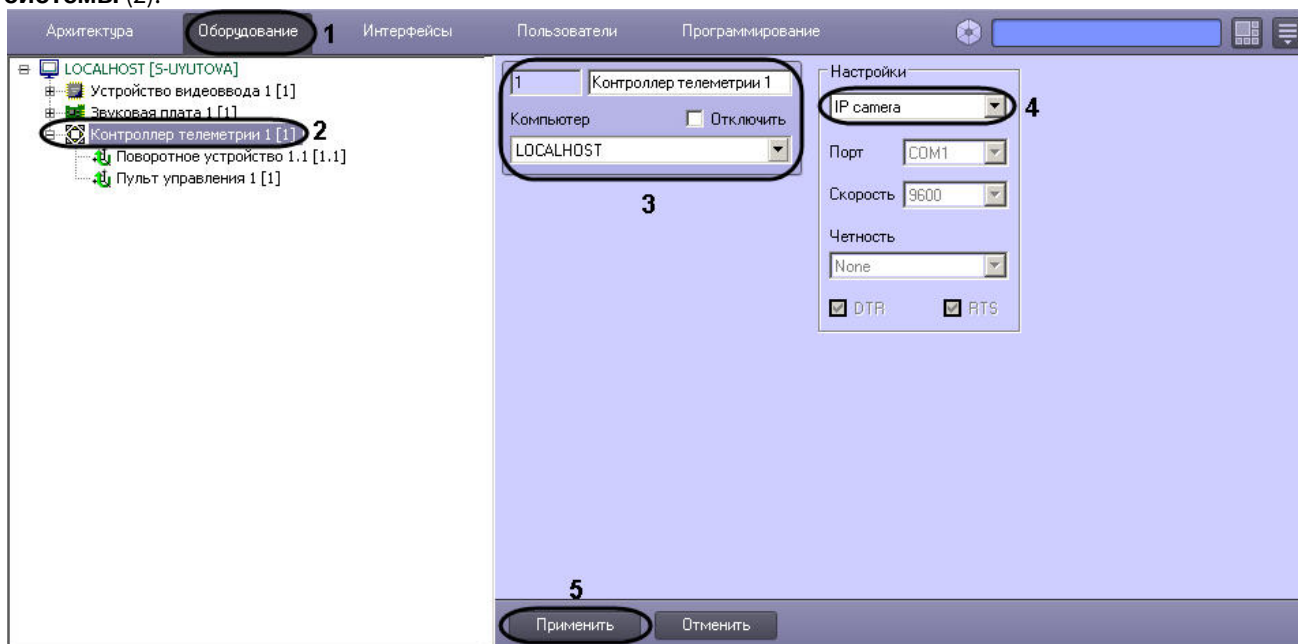 системы (2).
Архитектура Оборудование 1 Интерфейсы Пользователи Программирование
LOCALHOST [S-UYUTOVA]
Устройство видеоввода 1 [1]
Звуковая плата 1 [1]
Контроллер телеметрии 1 [1] 2
Поворотное устройство 1.1 [1.1]
Пульт управления 1 [1]
1 Контроллер телеметрии 1
Компьютер Отключить
LOCALHOST
3
Настройки
IP camera 4
Порт COM1
Скорость 9600
Четность
None
DTR RTS
5
Применить Отменить